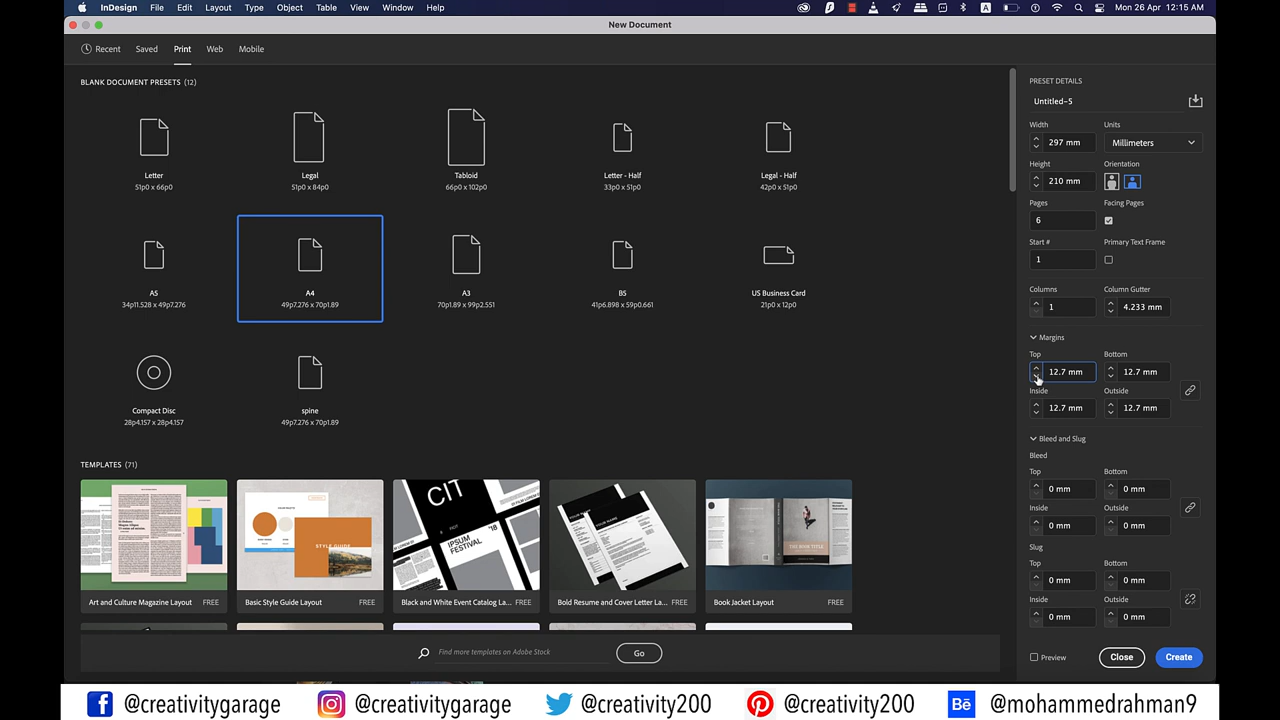 InDesign File Edit Layout Type Object Table View Window Help A Mon 26 Apr 12:15 AM
New Document
Recent Saved Print Web Mobile
BLANK DOCUMENT PRESETS (12)
Letter Legal Tabloid Letter - Half Legal - Half
51p0 x 66p0 51p0 x 84p0 66p0 x 102p0 33p0 x 51p0 42p0 x 51p0
A5 A4 A3 B5 US Business Card
34p11.528 x 49p7.276 49p7.276 x 70p1.89 70p1.89 x 99p2.551 41p6.898 x 59p0.661 21p0 x 12p0
Compact Disc spine
28p4.157 x 28p4.157 49p7.276 x 70p1.89
TEMPLATES (71)
STYLE GUIDE
CIT
'18
IPSUM
FESTIVAL
Art and Culture Magazine Layout FREE Basic Style Guide Layout FREE Black and White Event Catalog La... FREE Bold Resume and Cover Letter La... FREE Book Jacket Layout FREE
Find more templates on Adobe Stock Go
PRESET DETAILS
Untitled-5
Width Units
297 mm Millimeters
Height Orientation
210 mm
Pages Facing Pages
6
Start # Primary Text Frame
1
Columns Column Gutter
1 4.233 mm
Margins
Top Bottom
12.7 mm 12.7 mm
Inside Outside
12.7 mm 12.7 mm
Bleed and Slug
Bleed
Top Bottom
0 mm 0 mm
Inside Outside
0 mm 0 mm
Slug
Top Bottom
0 mm 0 mm
Inside Outside
0 mm 0 mm
Preview Close Create
f @creativitygarage @creativitygarage @creativity200 @creativity200 Bē @mohammedrahman9